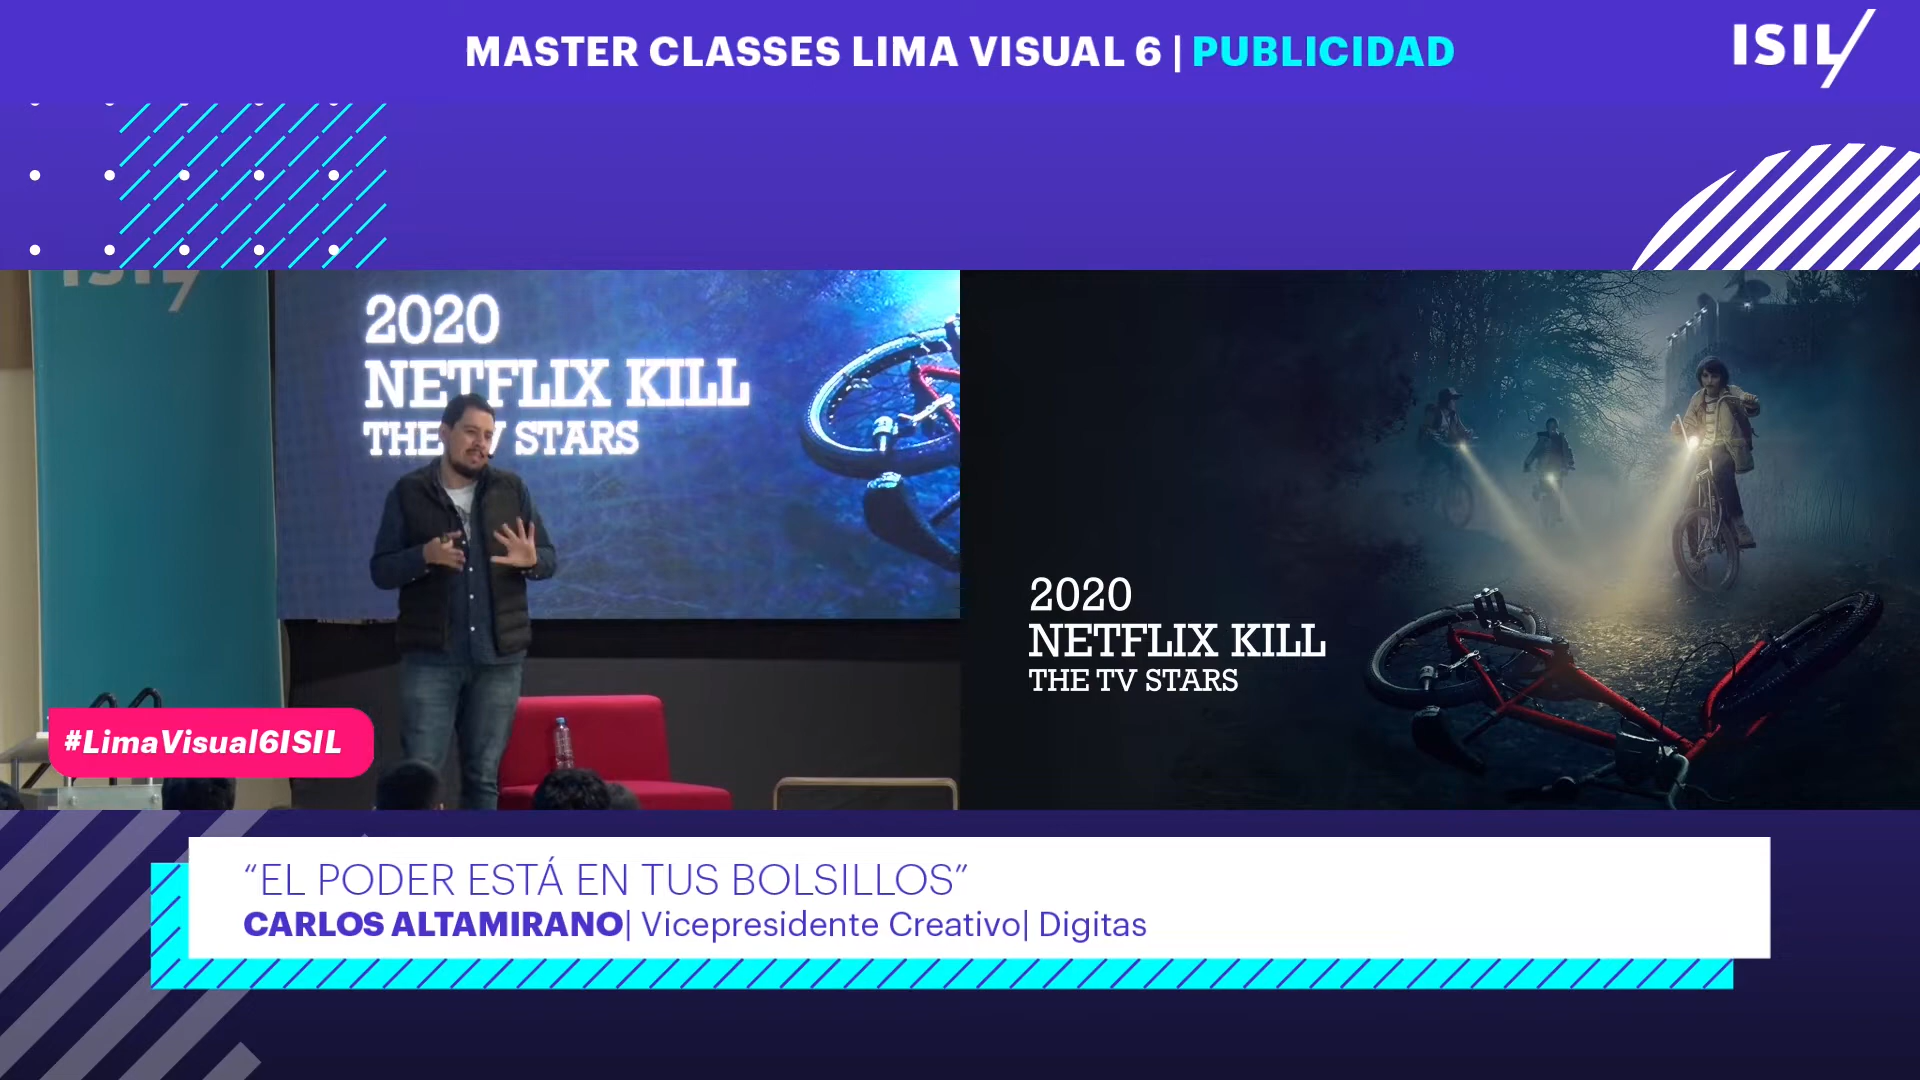 MASTER CLASSES LIMA VISUAL 6 | PUBLICIDAD
ISIL
ISIL
2020
NETFLIX KILL
THE TV STARS
2020
NETFLIX KILL
THE TV STARS
#LimaVisual6ISIL
“EL PODER ESTÁ EN TUS BOLSILLOS”
CARLOS ALTAMIRANO| Vicepresidente Creativo| Digitas